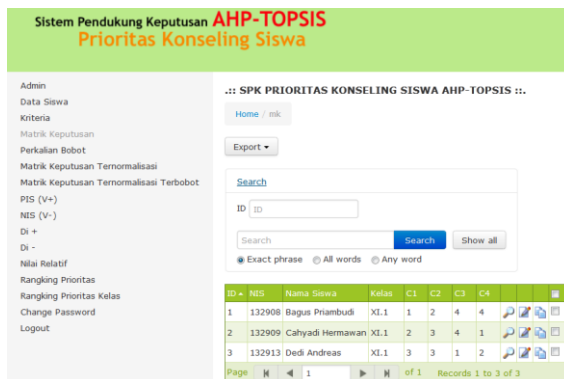 Sistem Pendukung Keputusan AHP-TOPSIS
Prioritas Konseling Siswa
Admin
Data Siswa
Kriteria
Matrik Keputusan
Perkalian Bobot
Matrik Keputusan Ternormalisasi
Matrik Keputusan Ternormalisasi Terbobot
PIS (V+)
NIS (V-)
Di +
Di -
Nilai Relatif
Rangking Prioritas
Rangking Prioritas Kelas
Change Password
Logout
.:: SPK PRIORITAS KONSELING SISWA AHP-TOPSIS ::.
Home / mk
Export
Search
ID ID
Search Search Show all
Exact phrase All words Any word
ID NIS Nama Siswa Kelas C1 C2 C3 C4
1 132908 Bagus Priambudi XI.1 1 2 4 4
2 132909 Cahyadi Hermawan XI.1 2 3 4 1
3 132913 Dedi Andreas XI.1 3 3 1 2
Page 1 of 1 Records 1 to 3 of 3